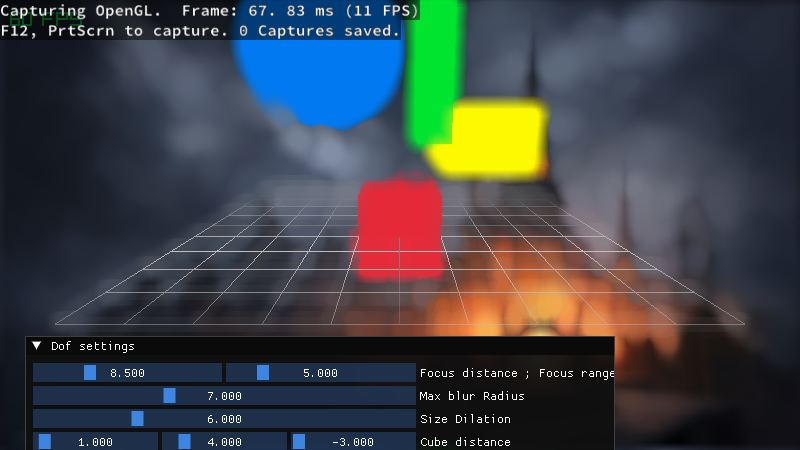 Capturing OpenGL.  Frame: 67. 83 ms (11 FPS)
60 FPS
F12, PrtScrn to capture. 0 Captures saved.
▼ Dof settings
8.500 5.000 Focus distance ; Focus range
7.000 Max blur Radius
6.000 Size Dilation
1.000 4.000 -3.000 Cube distance